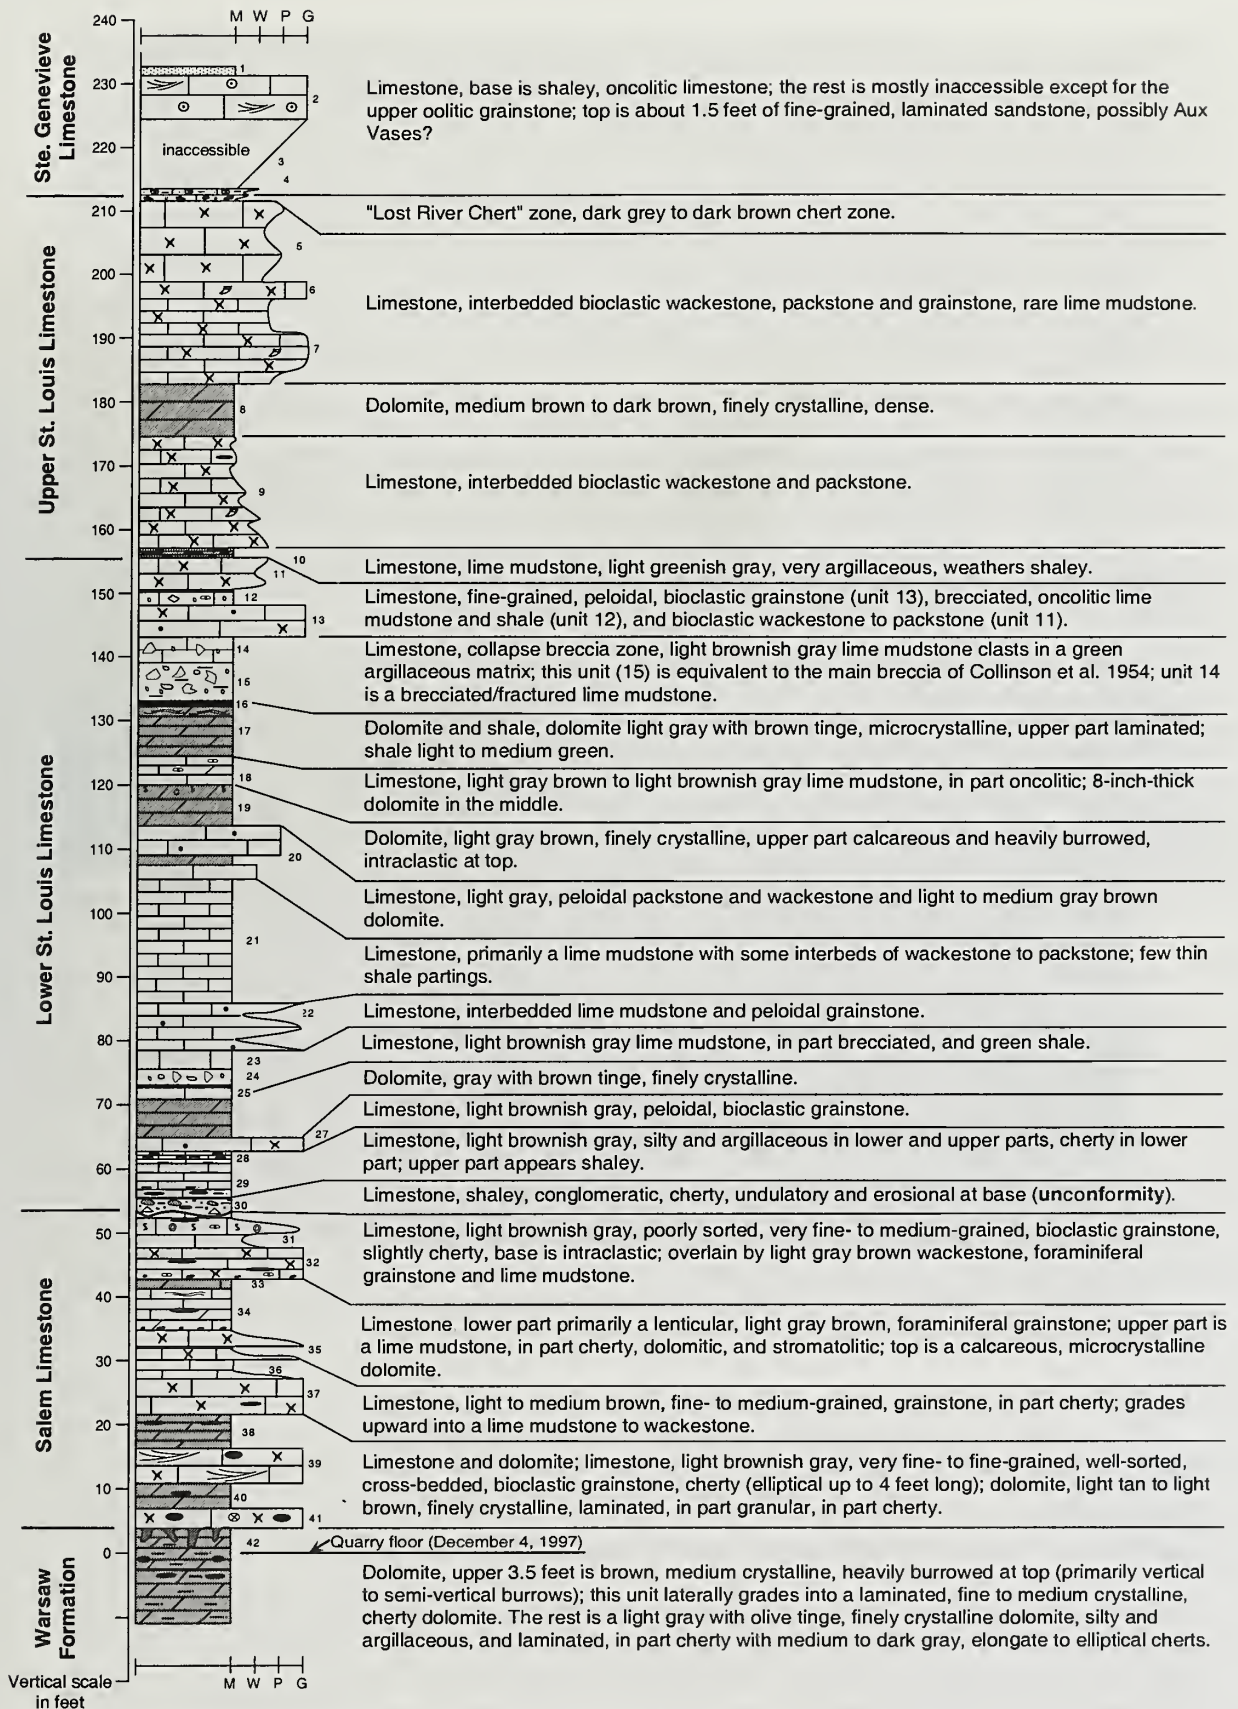 M W P G
240
230
220
210
200
190
180
170
160
150
140
130
120
110
100
90
80
70
60
50
40
30
20
10
0
Vertical scale
in feet
Ste. Genevieve
Limestone
Upper St. Louis Limestone
Lower St. Louis Limestone
Salem Limestone
Warsaw
Formation
1
2
inaccessible
3
4
5
6
7
8
9
10
11
12
13
14
15
16
17
18
19
20
21
22
23
24
25
27
28
29
30
31
32
33
34
35
36
37
38
39
40
41
42
M W P G
Limestone, base is shaley, oncolitic limestone; the rest is mostly inaccessible except for the
upper oolitic grainstone; top is about 1.5 feet of fine-grained, laminated sandstone, possibly Aux
Vases?
"Lost River Chert" zone, dark grey to dark brown chert zone.
Limestone, interbedded bioclastic wackestone, packstone and grainstone, rare lime mudstone.
Dolomite, medium brown to dark brown, finely crystalline, dense.
Limestone, interbedded bioclastic wackestone and packstone.
Limestone, lime mudstone, light greenish gray, very argillaceous, weathers shaley.
Limestone, fine-grained, peloidal, bioclastic grainstone (unit 13), brecciated, oncolitic lime
mudstone and shale (unit 12), and bioclastic wackestone to packstone (unit 11).
Limestone, collapse breccia zone, light brownish gray lime mudstone clasts in a green
argillaceous matrix; this unit (15) is equivalent to the main breccia of Collinson et al. 1954; unit 14
is a brecciated/fractured lime mudstone.
Dolomite and shale, dolomite light gray with brown tinge, microcrystalline, upper part laminated;
shale light to medium green.
Limestone, light gray brown to light brownish gray lime mudstone, in part oncolitic; 8-inch-thick
dolomite in the middle.
Dolomite, light gray brown, finely crystalline, upper part calcareous and heavily burrowed,
intraclastic at top.
Limestone, light gray, peloidal packstone and wackestone and light to medium gray brown
dolomite.
Limestone, primarily a lime mudstone with some interbeds of wackestone to packstone; few thin
shale partings.
Limestone, interbedded lime mudstone and peloidal grainstone.
Limestone, light brownish gray lime mudstone, in part brecciated, and green shale.
Dolomite, gray with brown tinge, finely crystalline.
Limestone, light brownish gray, peloidal, bioclastic grainstone.
Limestone, light brownish gray, silty and argillaceous in lower and upper parts, cherty in lower
part; upper part appears shaley.
Limestone, shaley, conglomeratic, cherty, undulatory and erosional at base (unconformity).
Limestone, light brownish gray, poorly sorted, very fine- to medium-grained, bioclastic grainstone,
slightly cherty, base is intraclastic; overlain by light gray brown wackestone, foraminiferal
grainstone and lime mudstone.
Limestone lower part primarily a lenticular, light gray brown, foraminiferal grainstone; upper part is
a lime mudstone, in part cherty, dolomitic, and stromatolitic; top is a calcareous, microcrystalline
dolomite.
Limestone, light to medium brown, fine- to medium-grained, grainstone, in part cherty; grades
upward into a lime mudstone to wackestone.
Limestone and dolomite; limestone, light brownish gray, very fine- to fine-grained, well-sorted,
cross-bedded, bioclastic grainstone, cherty (elliptical up to 4 feet long); dolomite, light tan to light
brown, finely crystalline, laminated, in part granular, in part cherty.
Quarry floor (December 4, 1997)
Dolomite, upper 3.5 feet is brown, medium crystalline, heavily burrowed at top (primarily vertical
to semi-vertical burrows); this unit laterally grades into a laminated, fine to medium crystalline,
cherty dolomite. The rest is a light gray with olive tinge, finely crystalline dolomite, silty and
argillaceous, and laminated, in part cherty with medium to dark gray, elongate to elliptical cherts.